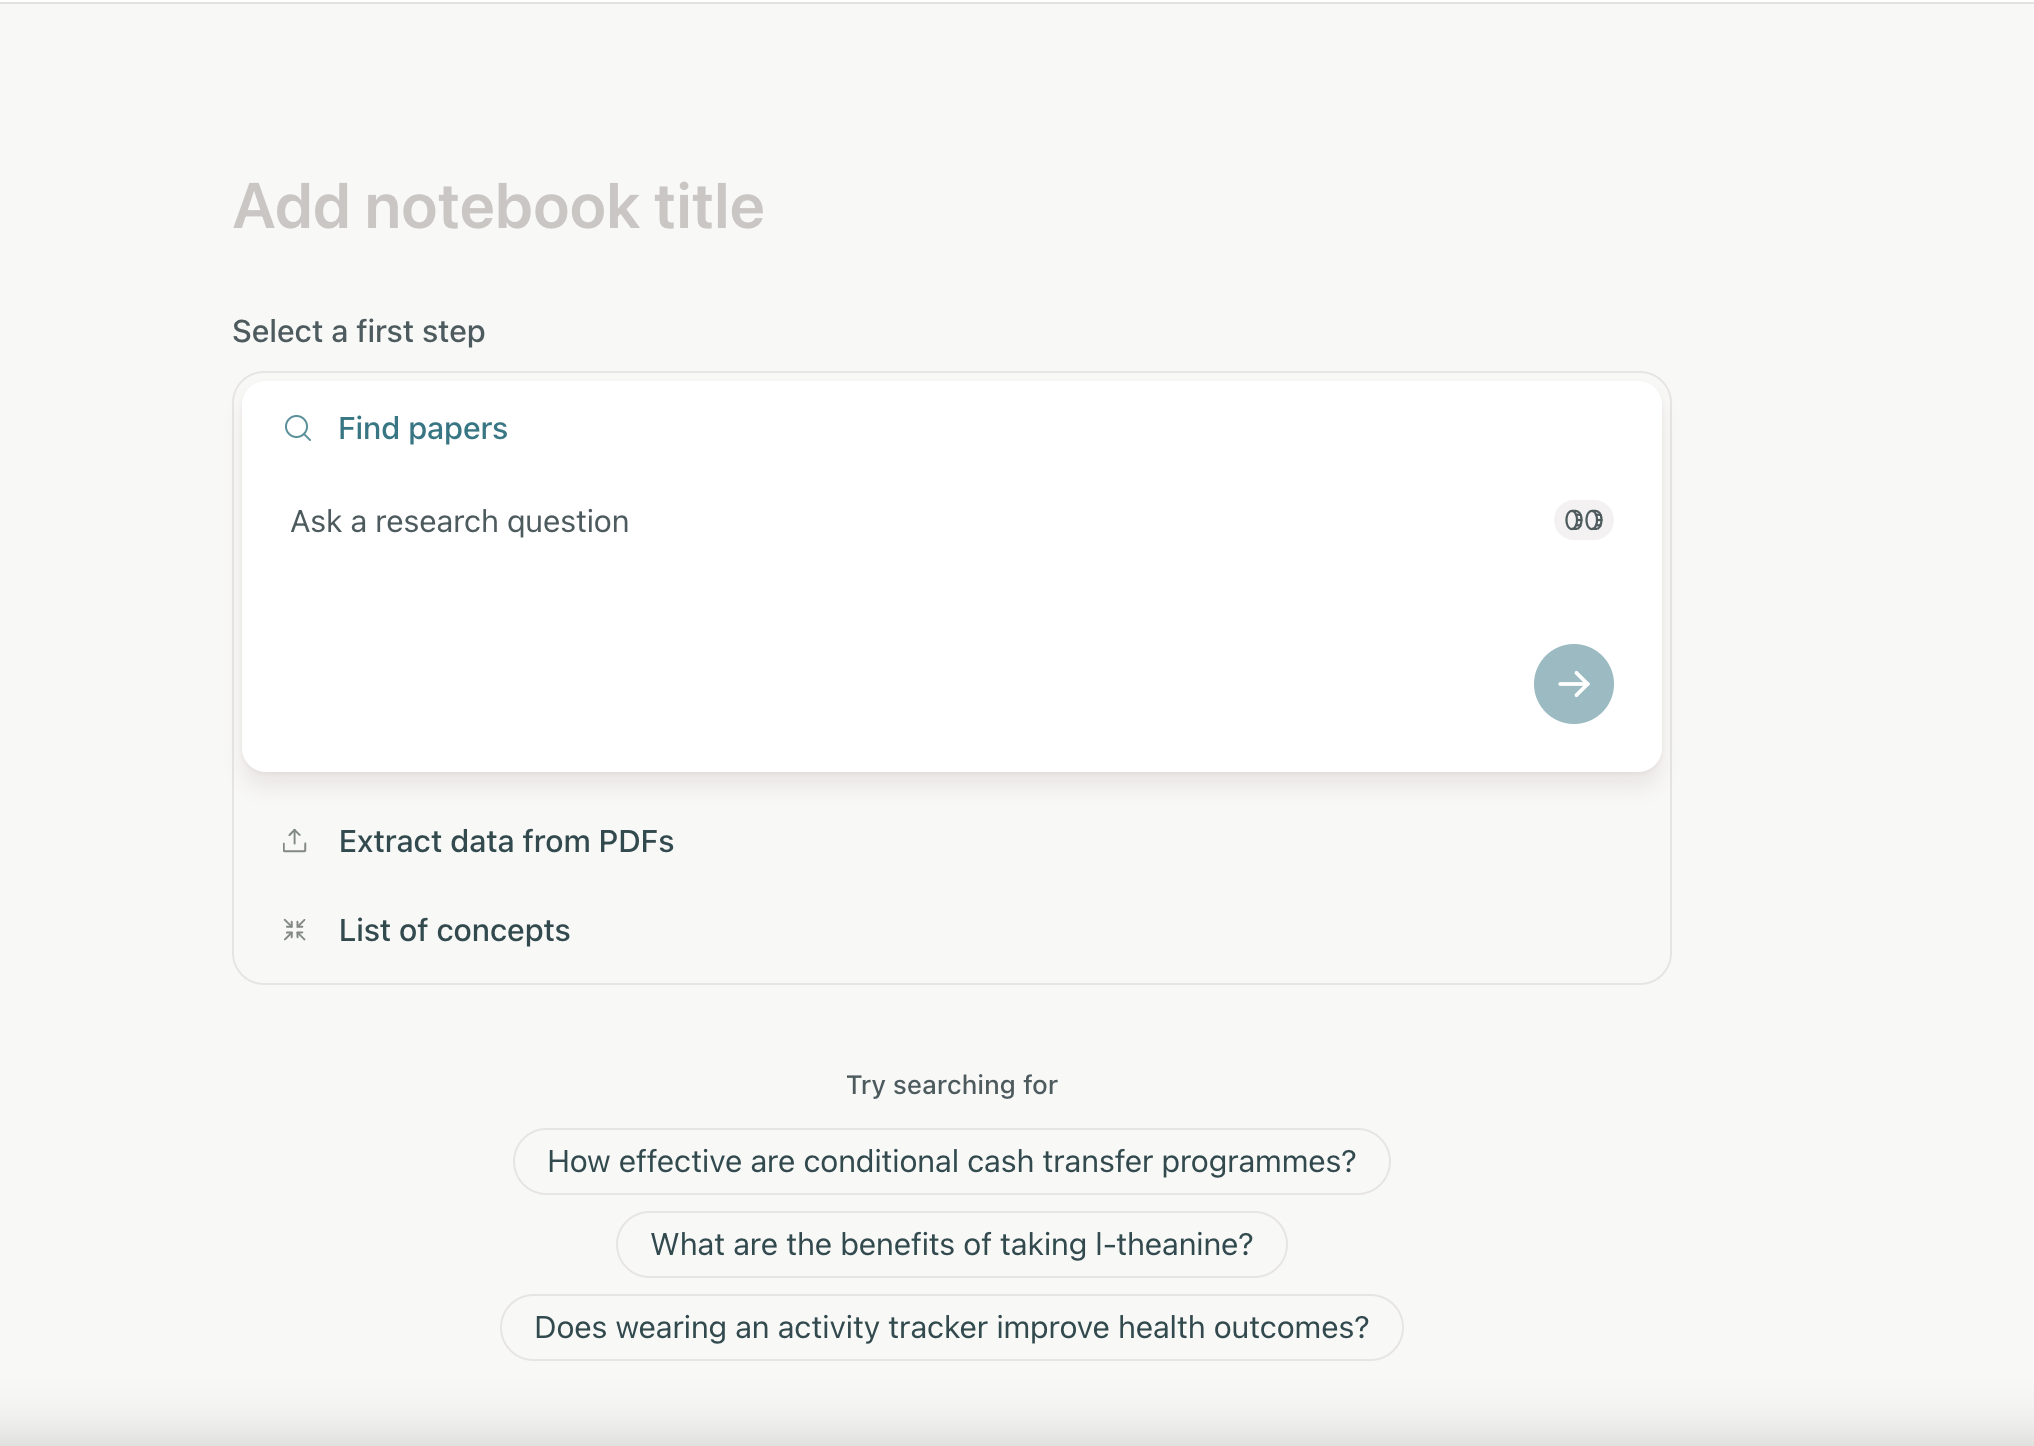 Add notebook title
Select a first step
Find papers
Ask a research question
Extract data from PDFs
List of concepts
Try searching for
How effective are conditional cash transfer programmes?
What are the benefits of taking l-theanine?
Does wearing an activity tracker improve health outcomes?